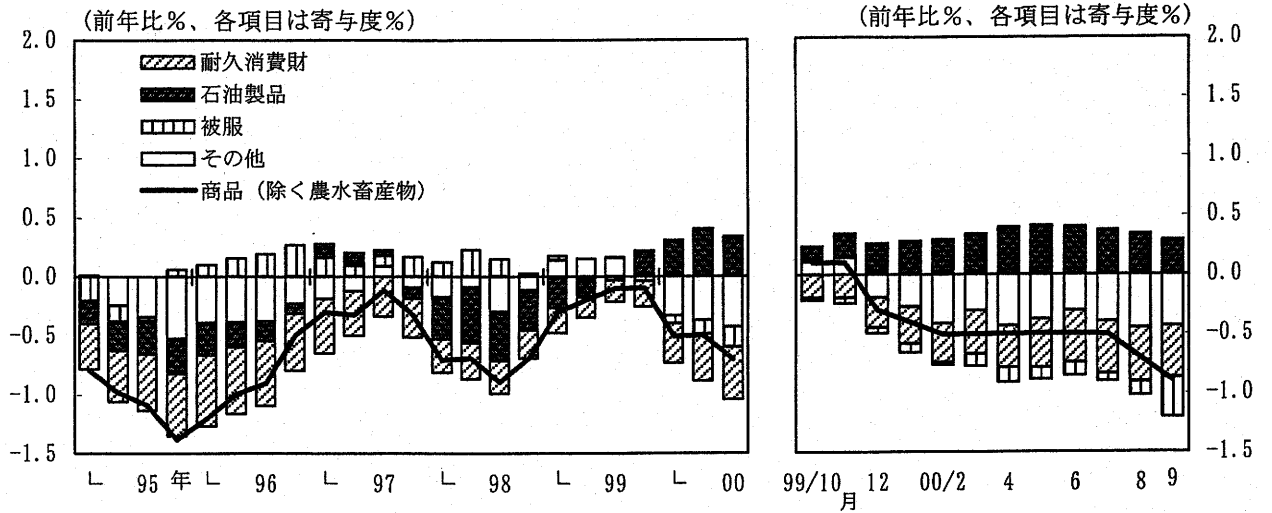 (前年比%、各項目は寄与度%)
2.0
1.5
1.0
0.5
0.0
-0.5
-1.0
-1.5
耐久消費財
石油製品
被服
その他
商品（除く農水畜産物）
95 年 96 97 98 99 00
(前年比%、各項目は寄与度%)
2.0
1.5
1.0
0.5
0.0
-0.5
-1.0
-1.5
99/10 12 00/2 4 6 8 9
月